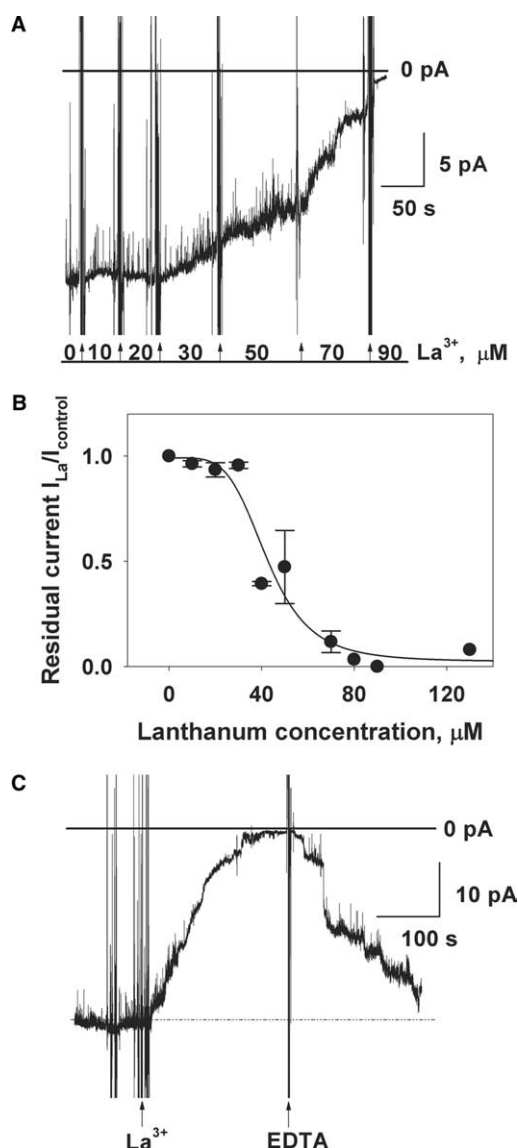 A
0 pA
5 pA
50 s
0 10 20 30 50 70 90 La³⁺, μM
B
Residual current I_La/I_control
1.0
0.5
0.0
0 40 80 120
Lanthanum concentration, μM
C
0 pA
10 pA
100 s
La³⁺ EDTA